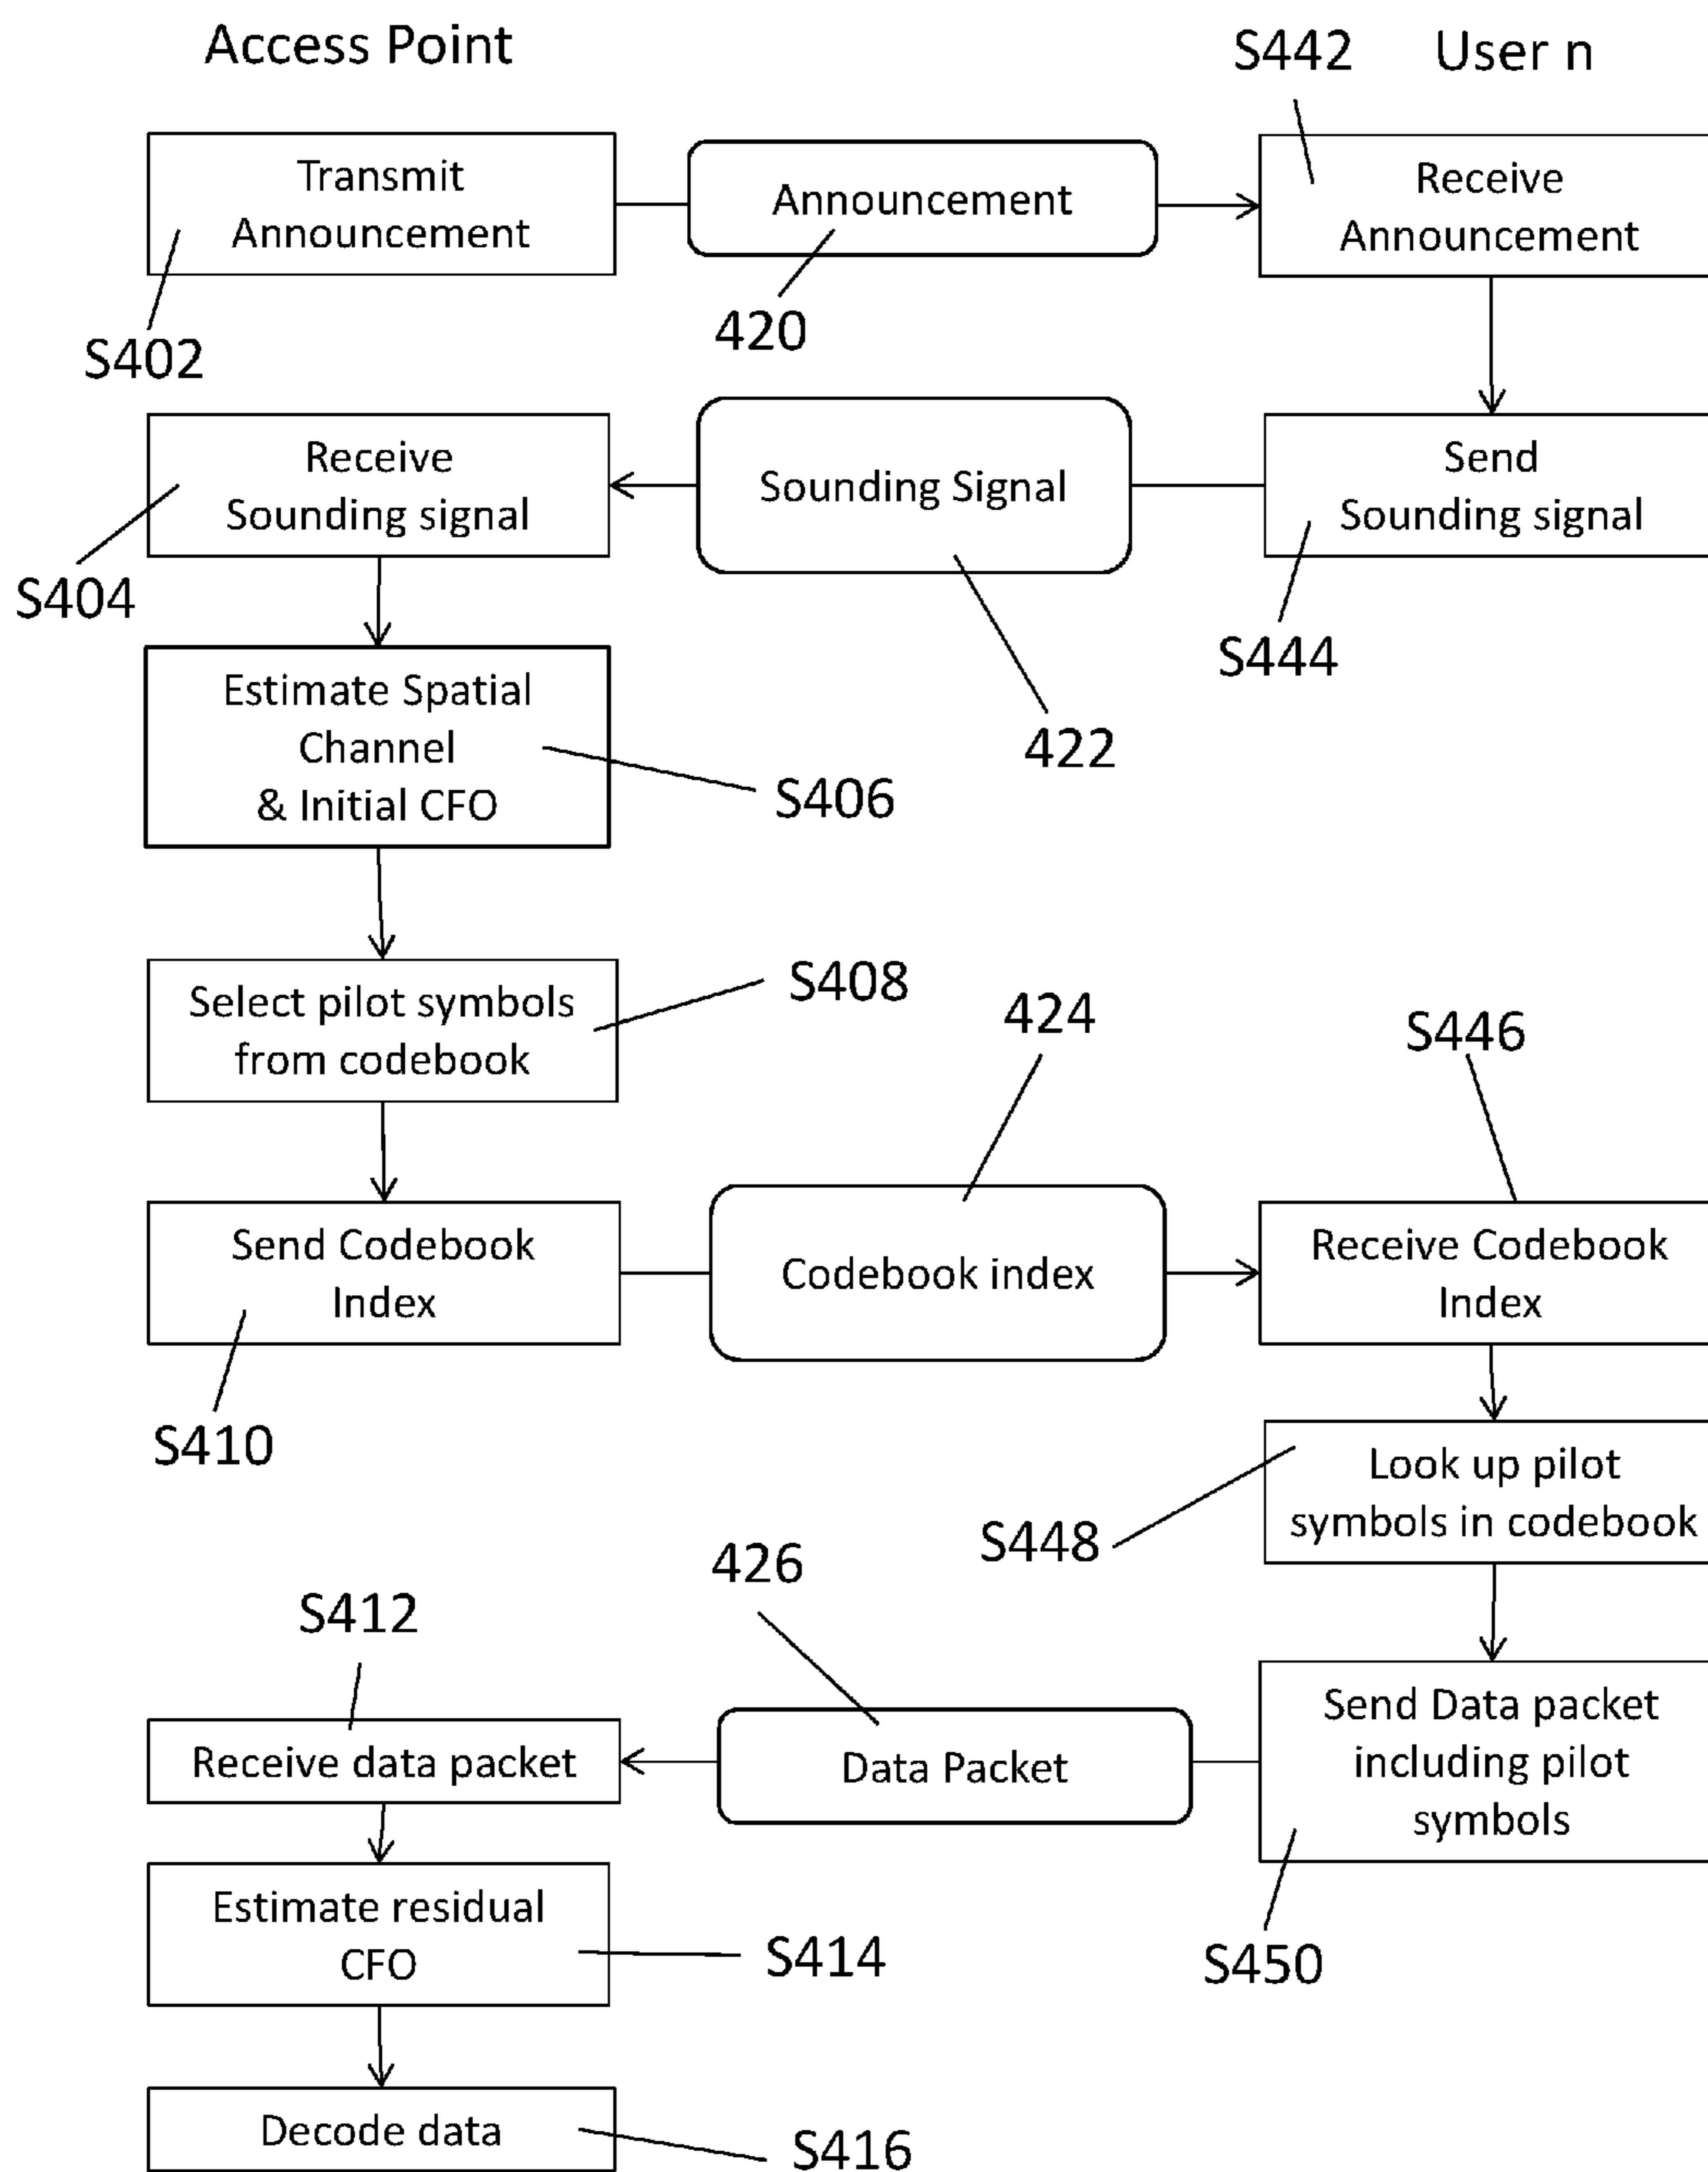 Access Point
S442
User n
Transmit
Announcement
Announcement
Receive
Announcement
S402
420
Receive
Sounding signal
Sounding Signal
Send
Sounding signal
S404
422
S444
Estimate Spatial
Channel
& Initial CFO
S406
Select pilot symbols
from codebook
S408
424
S446
Send Codebook
Index
Codebook index
Receive Codebook
Index
S410
Look up pilot
symbols in codebook
S448
426
S412
Receive data packet
Data Packet
Send Data packet
including pilot
symbols
Estimate residual
CFO
S414
S450
Decode data
S416